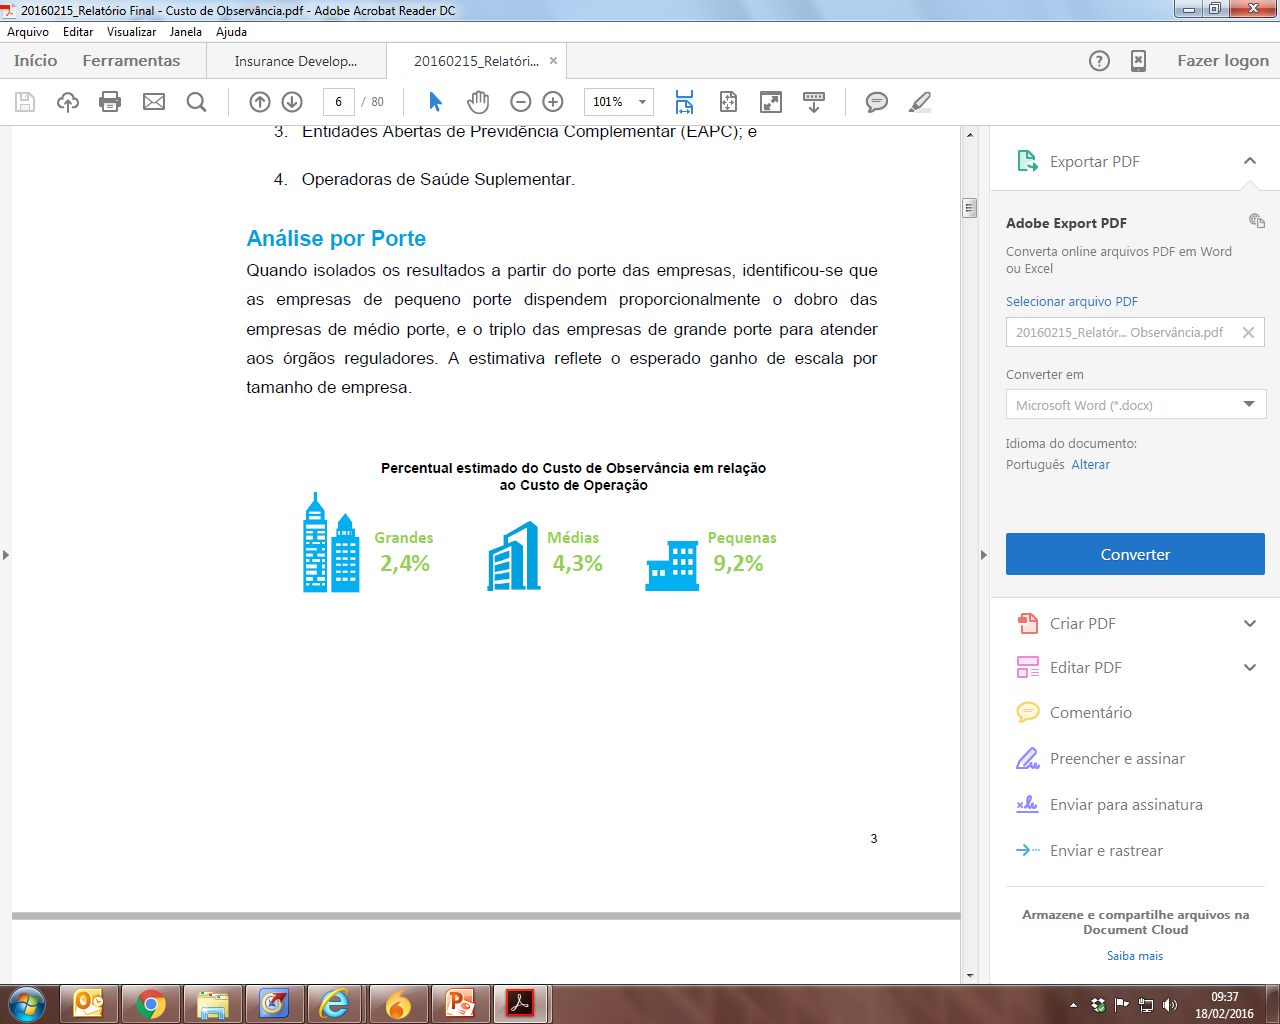 20160215_Relatório Final - Custo de Observância.pdf - Adobe Acrobat Reader DC
Arquivo Editar Visualizar Janela Ajuda
Início Ferramentas Insurance Develop... 20160215_Relatóri... × Fazer logon
6 / 80 101%
3. Entidades Abertas de Previdência Complementar (EAPC); e
4. Operadoras de Saúde Suplementar.
Análise por Porte
Quando isolados os resultados a partir do porte das empresas, identificou-se que
as empresas de pequeno porte dispendem proporcionalmente o dobro das
empresas de médio porte, e o triplo das empresas de grande porte para atender
aos órgãos reguladores. A estimativa reflete o esperado ganho de escala por
tamanho de empresa.
Percentual estimado do Custo de Observância em relação
ao Custo de Operação
Grandes
2,4%
Médias
4,3%
Pequenas
9,2%
3
Exportar PDF
Adobe Export PDF
Converta online arquivos PDF em Word
ou Excel
Selecionar arquivo PDF
20160215_Relatór... Observância.pdf
Converter em
Microsoft Word (*.docx)
Idioma do documento:
Português Alterar
Converter
Criar PDF
Editar PDF
Comentário
Preencher e assinar
Enviar para assinatura
Enviar e rastrear
Armazene e compartilhe arquivos na
Document Cloud
Saiba mais
09:37
18/02/2016